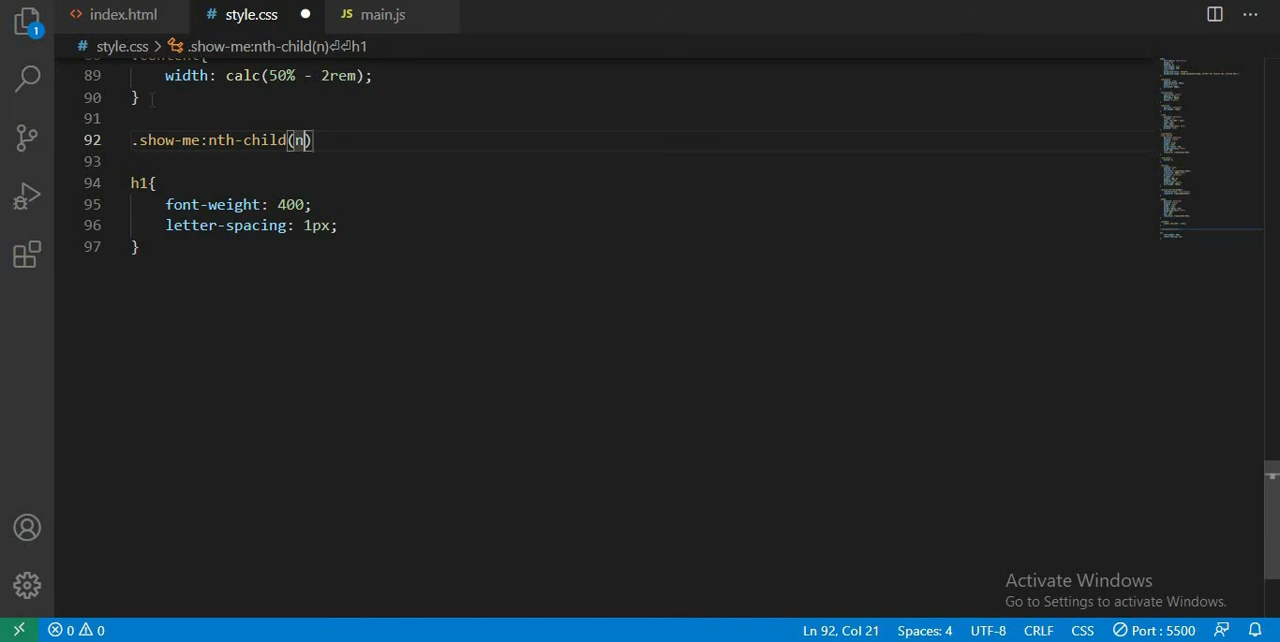 index.html
# style.css
JS main.js
1
# style.css > .show-me:nth-child(n)⏎⏎h1
89 width: calc(50% - 2rem);
90 }
91
92 .show-me:nth-child(n)
93
94 h1{
95 font-weight: 400;
96 letter-spacing: 1px;
97 }
Activate Windows
Go to Settings to activate Windows.
0 0
Ln 92, Col 21
Spaces: 4
UTF-8
CRLF
CSS
Port : 5500